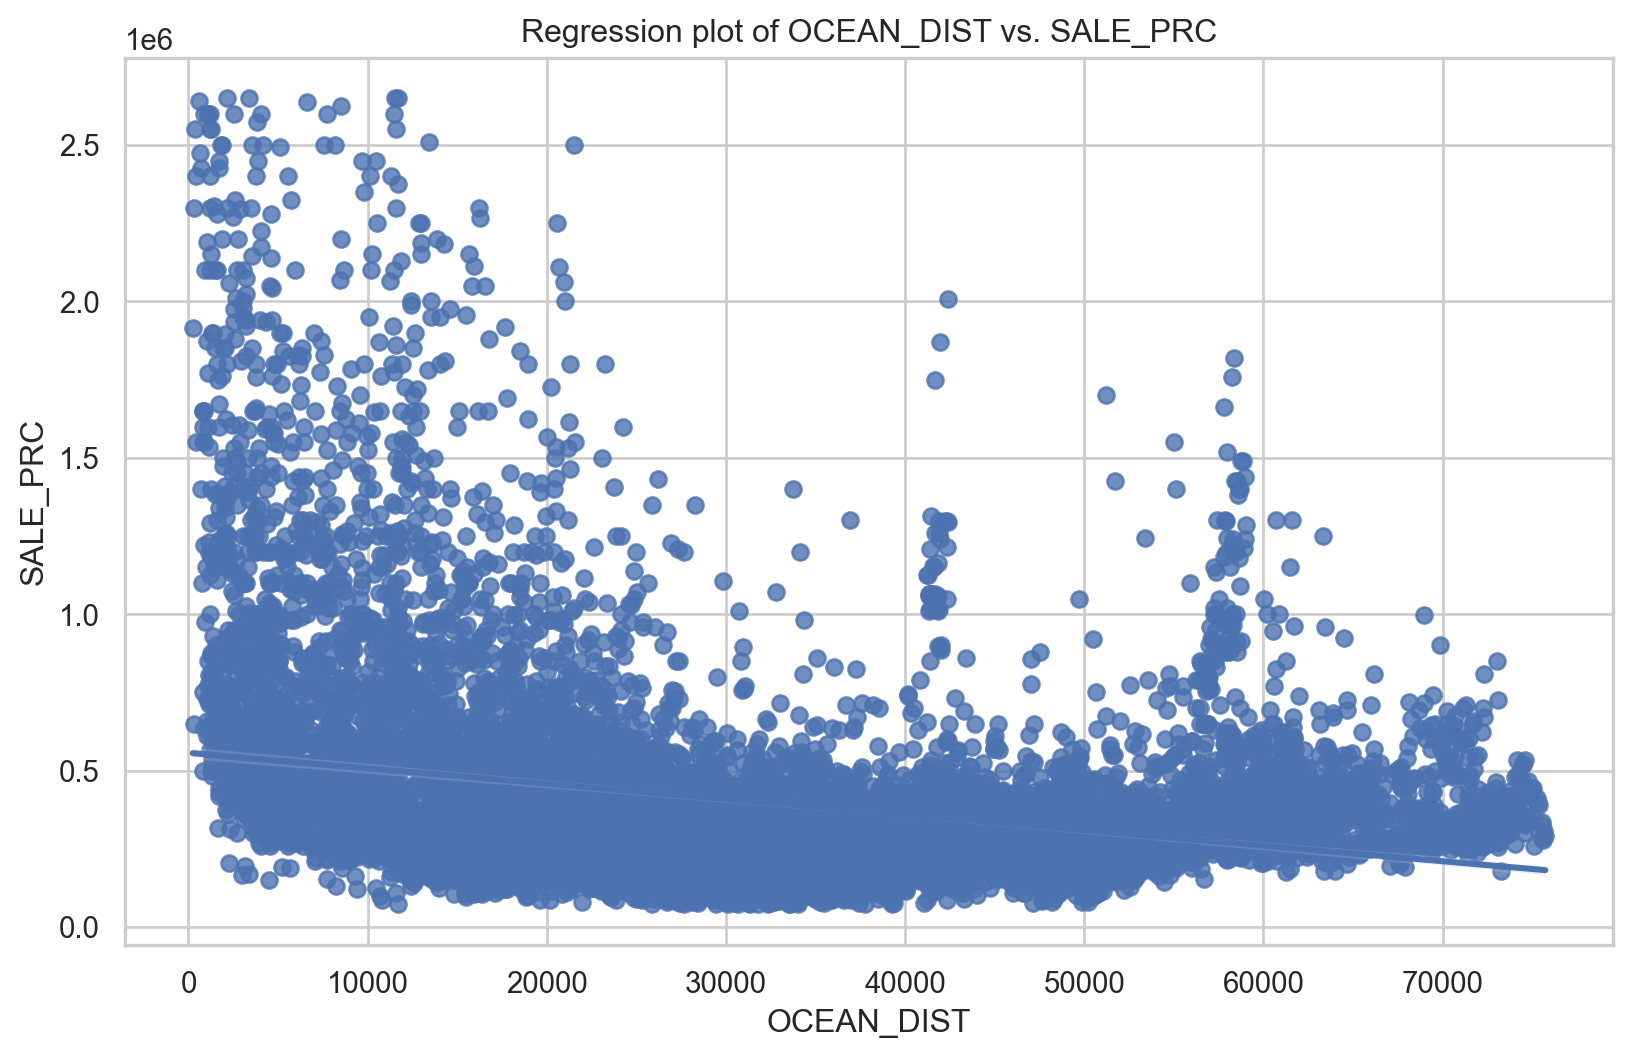 Regression plot of OCEAN_DIST vs. SALE_PRC
1e6
2.5
2.0
1.5
1.0
0.5
0.0
SALE_PRC
0 10000 20000 30000 40000 50000 60000 70000
OCEAN_DIST